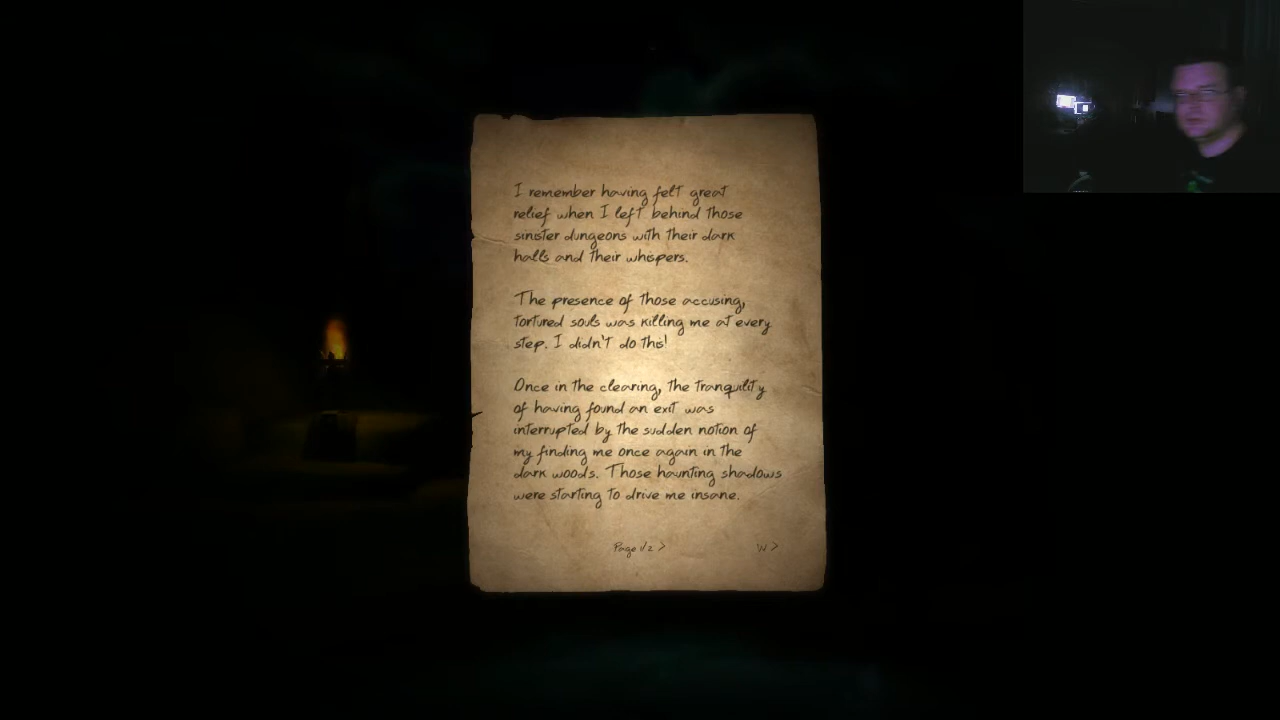 I remember having felt great
relief when I left behind those
sinister dungeons with their dark
halls and their whispers.
The presence of those accusing,
tortured souls was killing me at every
step. I didn't do this!
Once in the clearing, the tranquility
of having found an exit was
interrupted by the sudden notion of
my finding me once again in the
dark woods. Those haunting shadows
were starting to drive me insane.
Page 1/2 >
W >